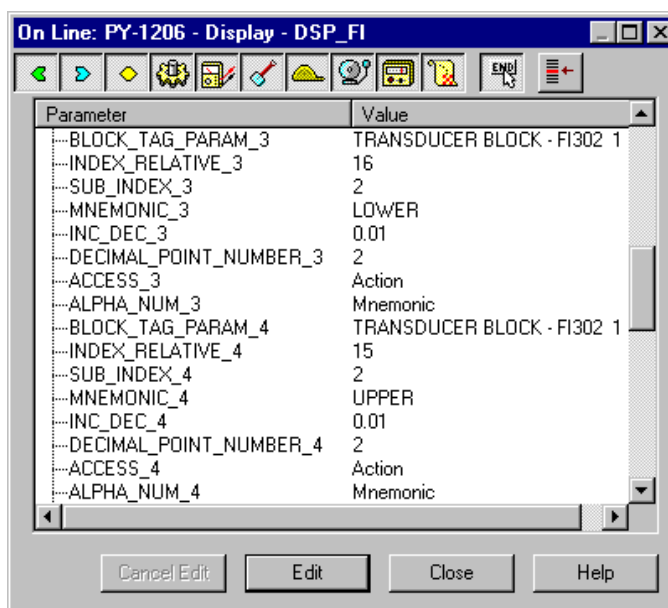 On Line: PY-1206 - Display - DSP_FI
END
Parameter Value
BLOCK_TAG_PARAM_3 TRANSDUCER BLOCK - FI302 1
INDEX_RELATIVE_3 16
SUB_INDEX_3 2
MNEMONIC_3 LOWER
INC_DEC_3 0.01
DECIMAL_POINT_NUMBER_3 2
ACCESS_3 Action
ALPHA_NUM_3 Mnemonic
BLOCK_TAG_PARAM_4 TRANSDUCER BLOCK - FI302 1
INDEX_RELATIVE_4 15
SUB_INDEX_4 2
MNEMONIC_4 UPPER
INC_DEC_4 0.01
DECIMAL_POINT_NUMBER_4 2
ACCESS_4 Action
ALPHA_NUM_4 Mnemonic
Cancel Edit Edit Close Help